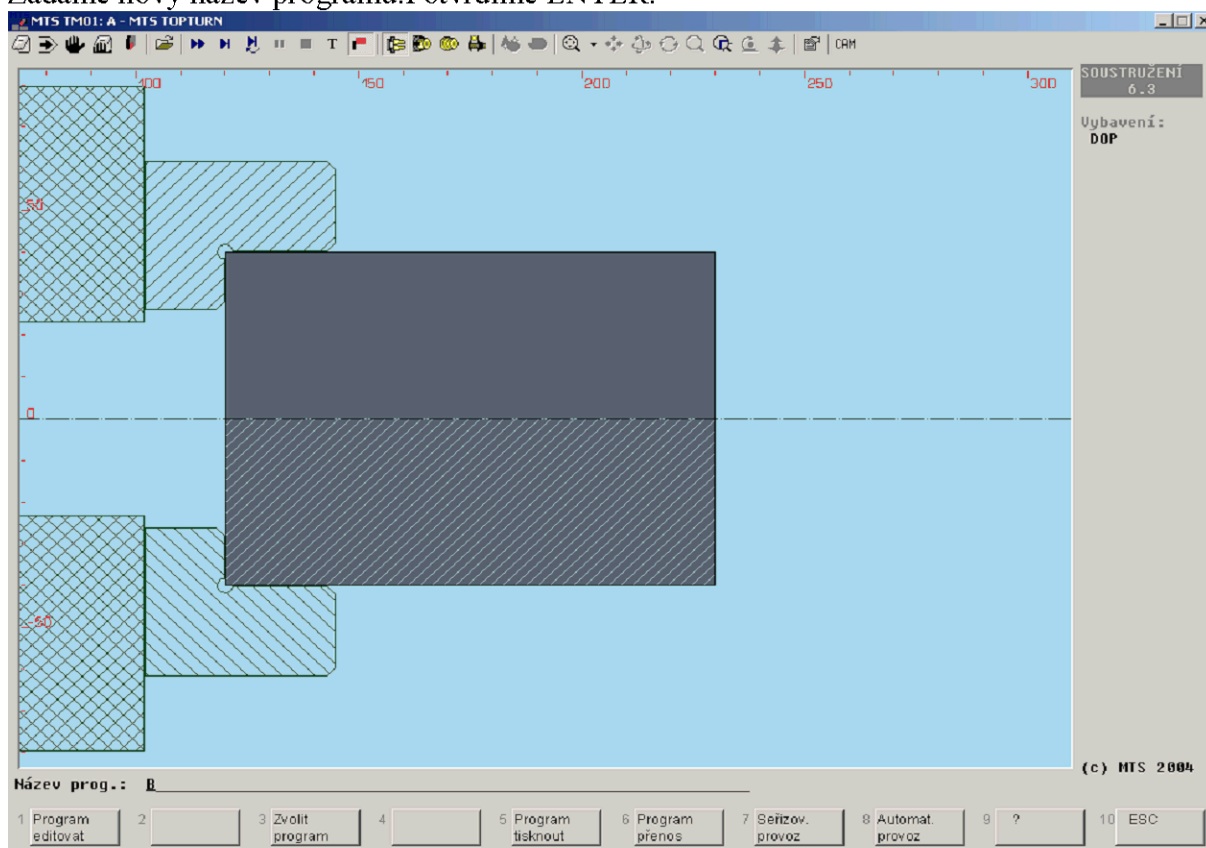 Zadáme nový název programu.Potvrdíme ENTER.
MTS TM01: A - MTS TOPTURN
T CAM
100 150 200 250 300
SOUSTRUŽENÍ
6.3
Vybavení:
DOP
50
0
-50
(c) MTS 2004
Název prog.: B
1 Program editovat 2 3 Zvolit program 4 5 Program tisknout 6 Program přenos 7 Seřizov. provoz 8 Automat. provoz 9 ? 10 ESC